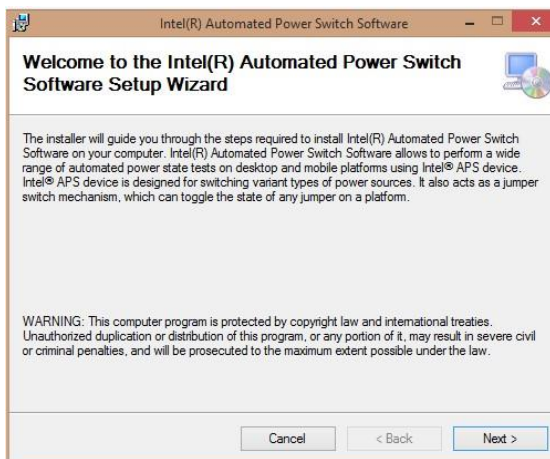 Intel(R) Automated Power Switch Software
Welcome to the Intel(R) Automated Power Switch
Software Setup Wizard
The installer will guide you through the steps required to install Intel(R) Automated Power Switch
Software on your computer. Intel(R) Automated Power Switch Software allows to perform a wide
range of automated power state tests on desktop and mobile platforms using Intel® APS device.
Intel® APS device is designed for switching variant types of power sources. It also acts as a jumper
switch mechanism, which can toggle the state of any jumper on a platform.
WARNING: This computer program is protected by copyright law and international treaties.
Unauthorized duplication or distribution of this program, or any portion of it, may result in severe civil
or criminal penalties, and will be prosecuted to the maximum extent possible under the law.
Cancel < Back Next >